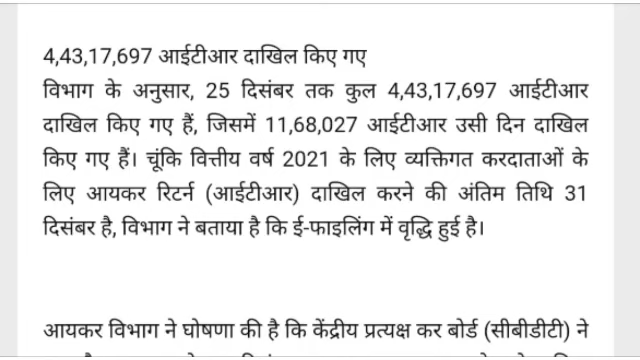 4,43,17,697 आईटीआर दाखिल किए गए
विभाग के अनुसार, 25 दिसंबर तक कुल 4,43,17,697 आईटीआर
दाखिल किए गए हैं, जिसमें 11,68,027 आईटीआर उसी दिन दाखिल
किए गए हैं। चूंकि वित्तीय वर्ष 2021 के लिए व्यक्तिगत करदाताओं के
लिए आयकर रिटर्न (आईटीआर) दाखिल करने की अंतिम तिथि 31
दिसंबर है, विभाग ने बताया है कि ई-फाइलिंग में वृद्धि हुई है।
आयकर विभाग ने घोषणा की है कि केंद्रीय प्रत्यक्ष कर बोर्ड (सीबीडीटी) ने